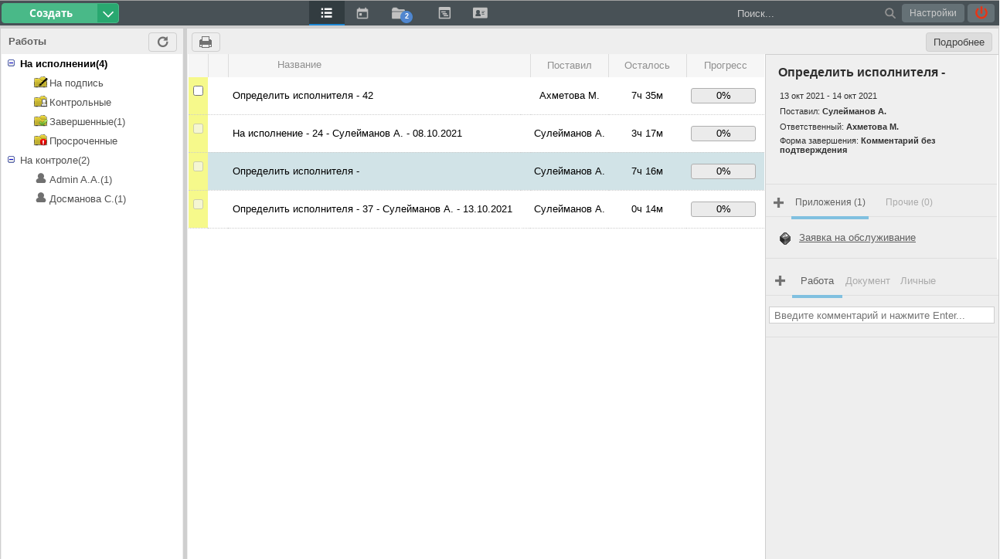 Создать
2
Поиск...
Настройки
Работы
Подробнее
На исполнении(4)
На подпись
Контрольные
Завершенные(1)
Просроченные
На контроле(2)
Admin A.A.(1)
Досманова С.(1)
Название Поставил Осталось Прогресс
Определить исполнителя - 42 Ахметова М. 7ч 35м 0%
На исполнение - 24 - Сулейманов А. - 08.10.2021 Сулейманов А. 3ч 17м 0%
Определить исполнителя - Сулейманов А. 7ч 16м 0%
Определить исполнителя - 37 - Сулейманов А. - 13.10.2021 Сулейманов А. 0ч 14м 0%
Определить исполнителя -
13 окт 2021 - 14 окт 2021
Поставил: Сулейманов А.
Ответственный: Ахметова М.
Форма завершения: Комментарий без
подтверждения
Приложения (1) Прочие (0)
Заявка на обслуживание
Работа Документ Личные
Введите комментарий и нажмите Enter...